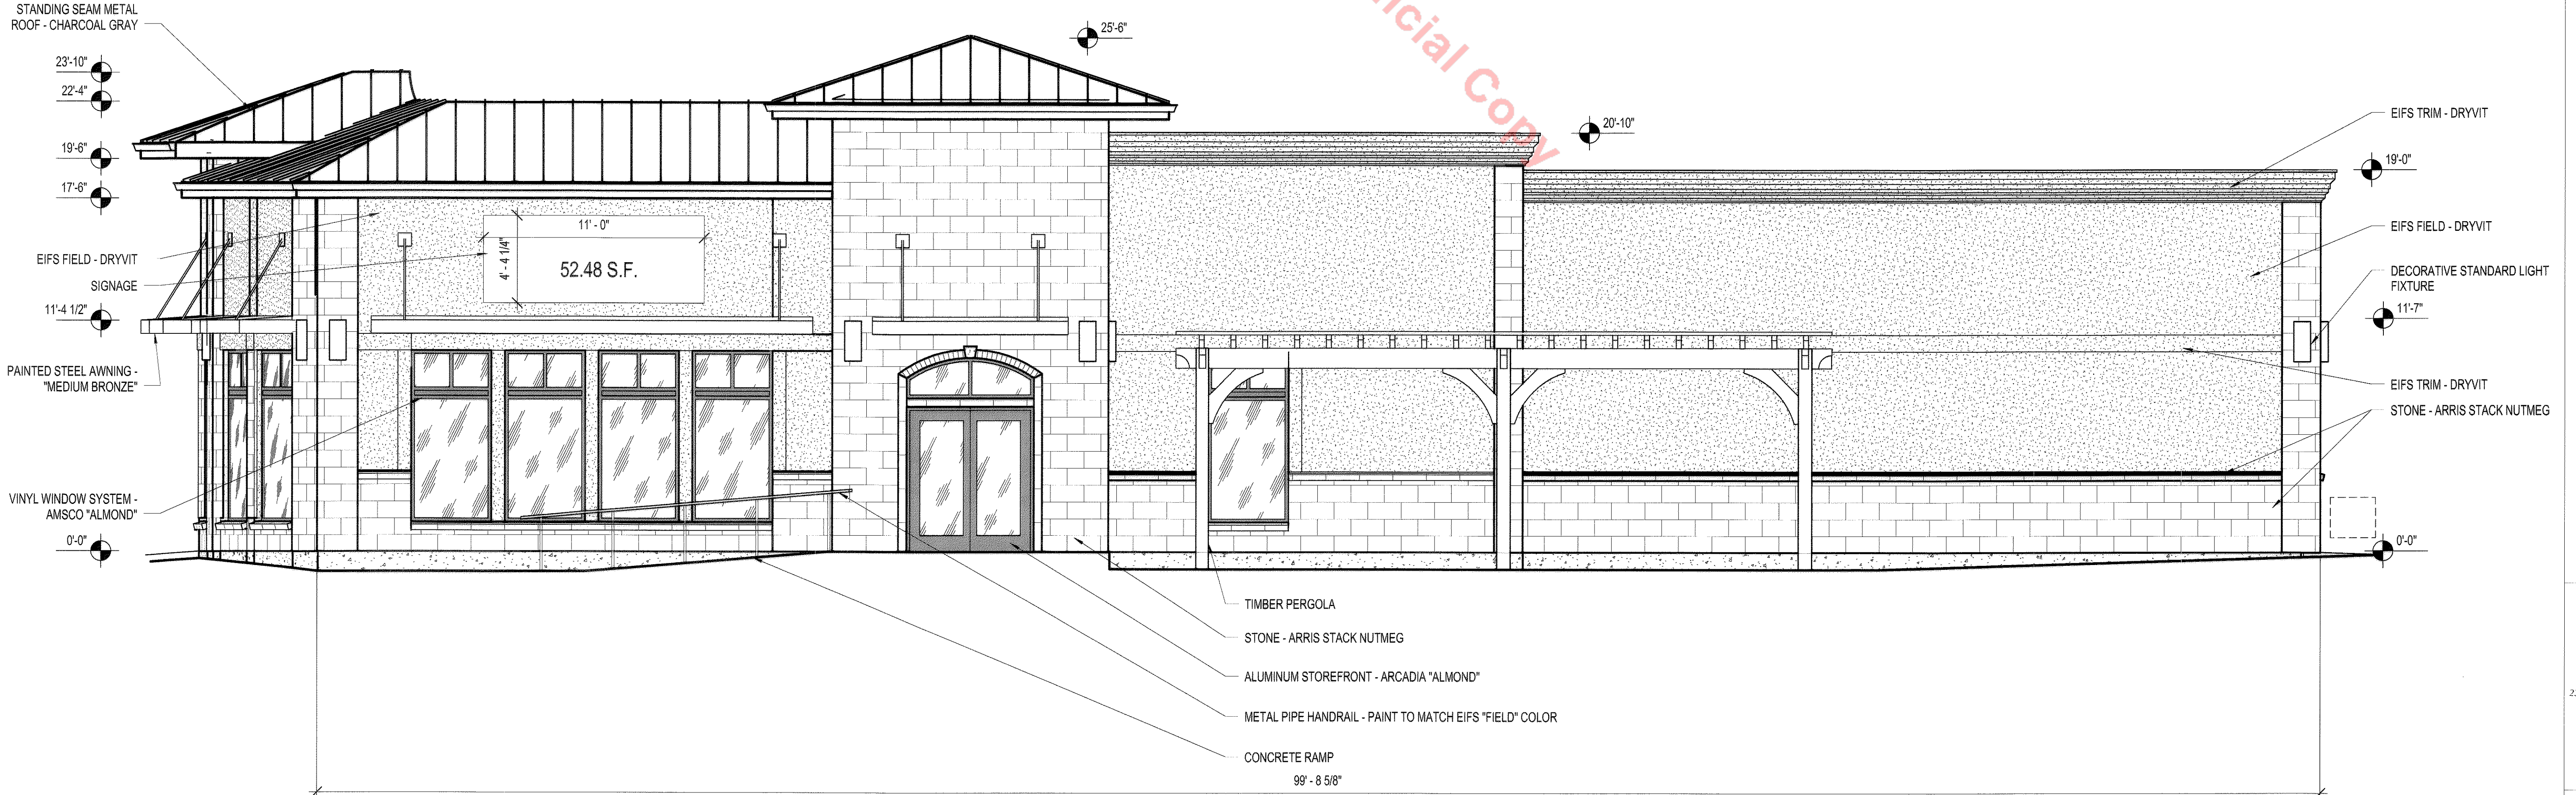 STANDING SEAM METAL
ROOF - CHARCOAL GRAY
23'-10"
22'-4"
19'-6"
17'-6"
EIFS FIELD - DRYVIT
SIGNAGE
11'-4 1/2"
PAINTED STEEL AWNING -
"MEDIUM BRONZE"
VINYL WINDOW SYSTEM -
AMSCO "ALMOND"
0'-0"
11' - 0"
4' - 4 1/4"
52.48 S.F.
25'-6"
Copy
20'-10"
EIFS TRIM - DRYVIT
19'-0"
EIFS FIELD - DRYVIT
DECORATIVE STANDARD LIGHT
FIXTURE
11'-7"
EIFS TRIM - DRYVIT
STONE - ARRIS STACK NUTMEG
0'-0"
TIMBER PERGOLA
STONE - ARRIS STACK NUTMEG
ALUMINUM STOREFRONT - ARCADIA "ALMOND"
METAL PIPE HANDRAIL - PAINT TO MATCH EIFS "FIELD" COLOR
CONCRETE RAMP
99' - 8 5/8"